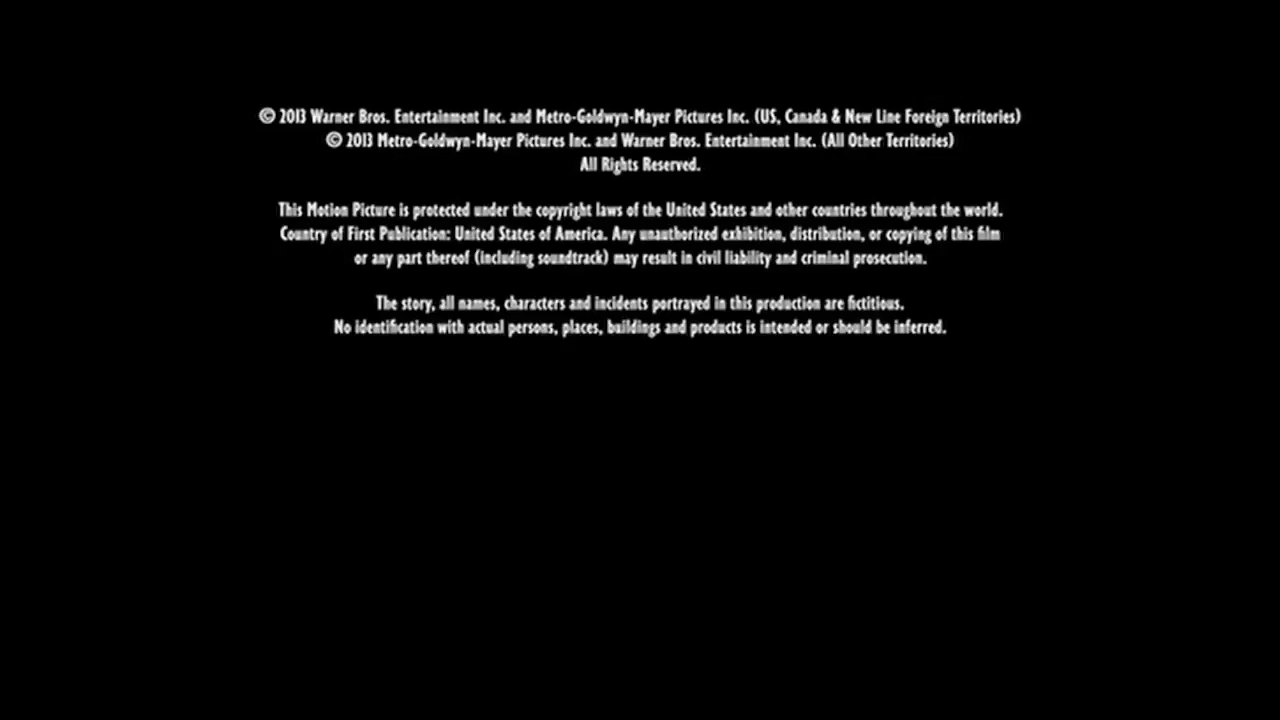 © 2013 Warner Bros. Entertainment Inc. and Metro-Goldwyn-Mayer Pictures Inc. (US, Canada & New Line Foreign Territories)
© 2013 Metro-Goldwyn-Mayer Pictures Inc. and Warner Bros. Entertainment Inc. (All Other Territories)
All Rights Reserved.
This Motion Picture is protected under the copyright laws of the United States and other countries throughout the world.
Country of First Publication: United States of America. Any unauthorized exhibition, distribution, or copying of this film
or any part thereof (including soundtrack) may result in civil liability and criminal prosecution.
The story, all names, characters and incidents portrayed in this production are fictitious.
No identification with actual persons, places, buildings and products is intended or should be inferred.